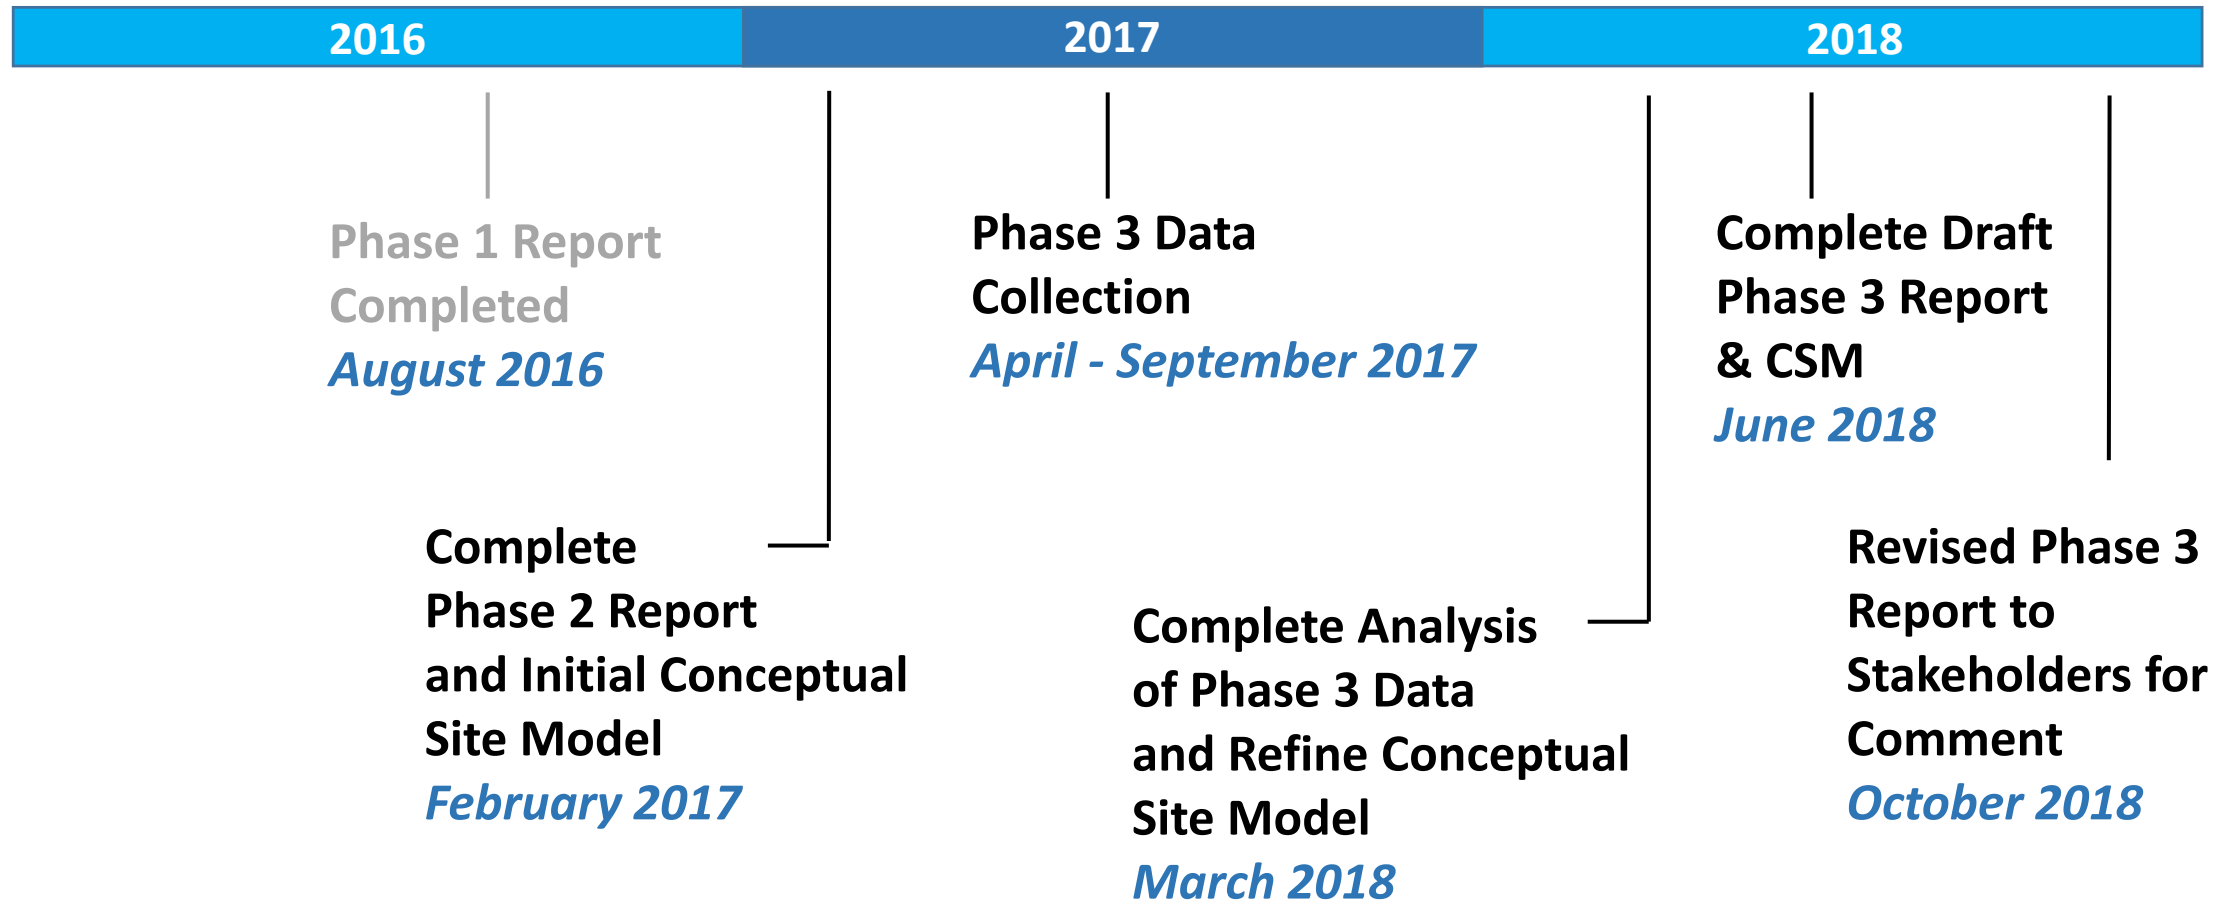 2016
2017
2018
Phase 1 Report
Completed
August 2016
Complete
Phase 2 Report
and Initial Conceptual
Site Model
February 2017
Phase 3 Data
Collection
April - September 2017
Complete Analysis
of Phase 3 Data
and Refine Conceptual
Site Model
March 2018
Complete Draft
Phase 3 Report
& CSM
June 2018
Revised Phase 3
Report to
Stakeholders for
Comment
October 2018